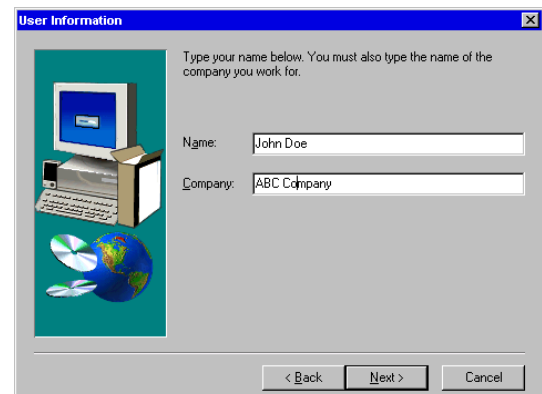 User Information
Type your name below. You must also type the name of the
company you work for.
Name: John Doe
Company: ABC Company
< Back Next > Cancel